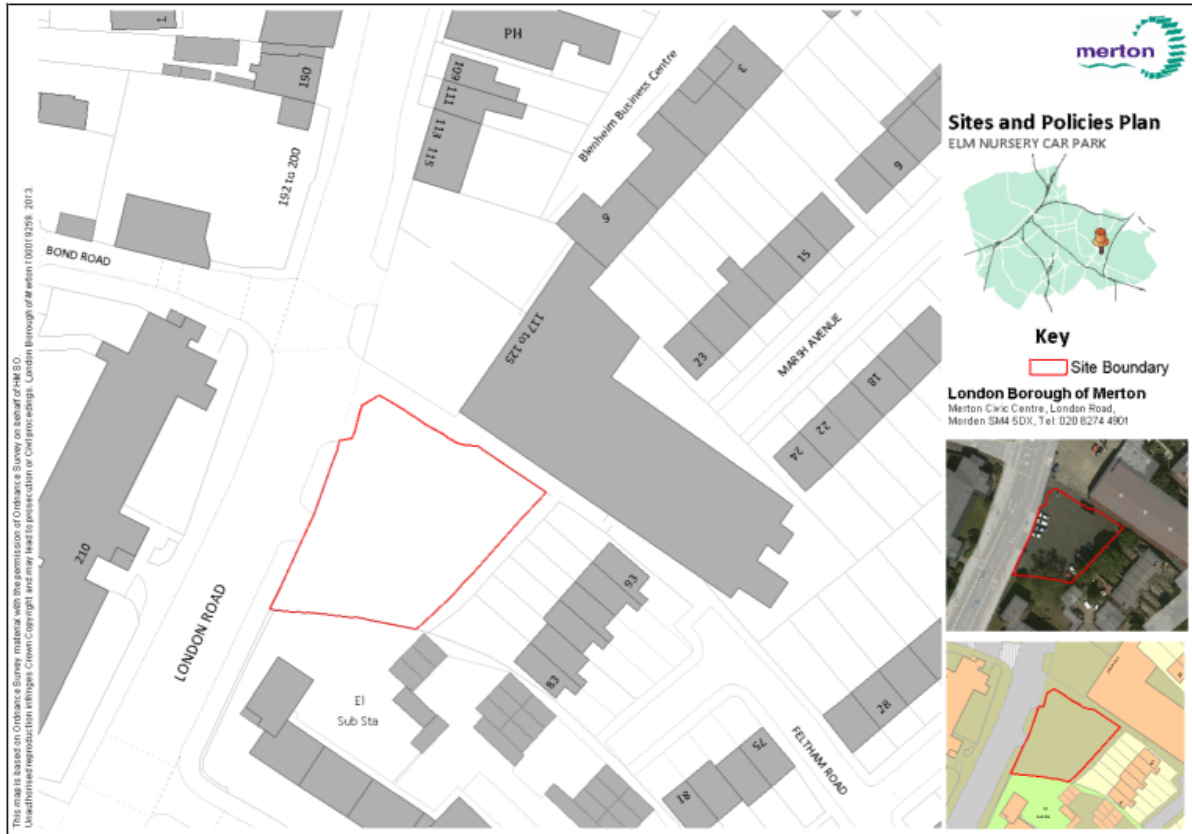 merton
Sites and Policies Plan
ELM NURSERY CAR PARK
Key
Site Boundary
London Borough of Merton
Merton Civic Centre, London Road,
Morden SM4 5DX, Tel: 020 8274 4901
1
190
192 to 200
PH
109
111
113
115
Blenheim Business Centre
3
9
6
15
23
117 to 125
BOND ROAD
MARSH AVENUE
18
22
24
210
LONDON ROAD
93
83
El
Sub Sta
28
75
81
FELTHAM ROAD
This map is based on Ordnance Survey material with the permission of Ordnance Survey on behalf of HMSO.
Unauthorised reproduction infringes Crown Copyright and may lead to prosecution or Civil proceedings. London Borough of Merton 100019259. 2013.
El
Sub Sta